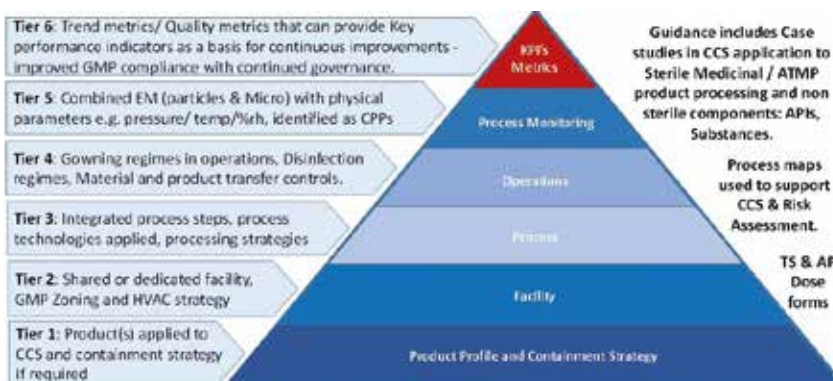 Tier 6: Trend metrics/ Quality metrics that can provide Key
performance indicators as a basis for continuous improvements -
improved GMP compliance with continued governance.
Tier 5: Combined EM (particles & Micro) with physical
parameters e.g. pressure/ temp/%rh, identified as CPPs
Tier 4: Gowning regimes in operations, Disinfection
regimes, Material and product transfer controls.
Tier 3: Integrated process steps, process
technologies applied, processing strategies
Tier 2: Shared or dedicated facility,
GMP Zoning and HVAC strategy
Tier 1: Product(s) applied to
CCS and containment strategy
if required
KPI's
Metrics
Process Monitoring
Operations
Process
Facility
Product Profile and Containment Strategy
Guidance includes Case
studies in CCS application to
Sterile Medicinal / ATMP
product processing and non
sterile components: APIs,
Substances.
Process maps
used to support
CCS & Risk
Assessment.
TS & AP
Dose
forms